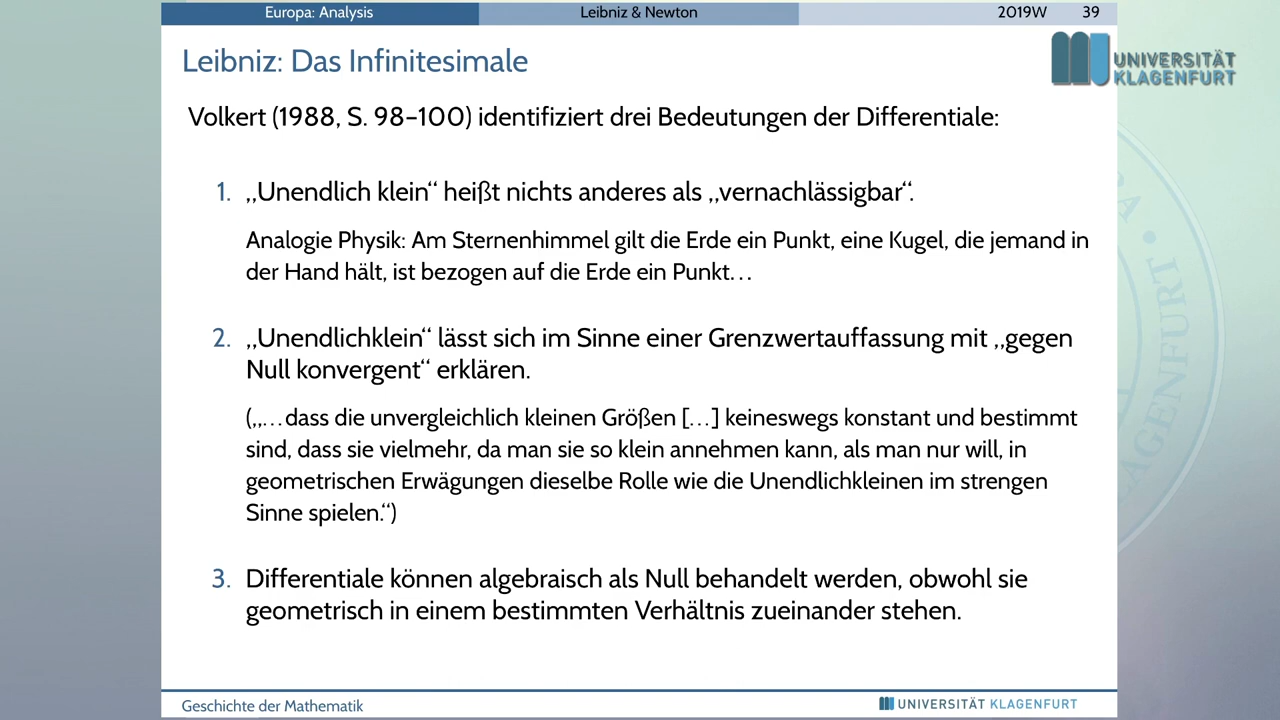 Europa: Analysis Leibniz & Newton 2019W 39
Leibniz: Das Infinitesimale
UNIVERSITÄT
KLAGENFURT
Volkert (1988, S. 98–100) identifiziert drei Bedeutungen der Differentiale:
1. „Unendlich klein“ heißt nichts anderes als „vernachlässigbar“.
Analogie Physik: Am Sternenhimmel gilt die Erde ein Punkt, eine Kugel, die jemand in
der Hand hält, ist bezogen auf die Erde ein Punkt…
2. „Unendlichklein“ lässt sich im Sinne einer Grenzwertauffassung mit „gegen
Null konvergent“ erklären.
(„…dass die unvergleichlich kleinen Größen […] keineswegs konstant und bestimmt
sind, dass sie vielmehr, da man sie so klein annehmen kann, als man nur will, in
geometrischen Erwägungen dieselbe Rolle wie die Unendlichkleinen im strengen
Sinne spielen.“)
3. Differentiale können algebraisch als Null behandelt werden, obwohl sie
geometrisch in einem bestimmten Verhältnis zueinander stehen.
Geschichte der Mathematik UNIVERSITÄT KLAGENFURT